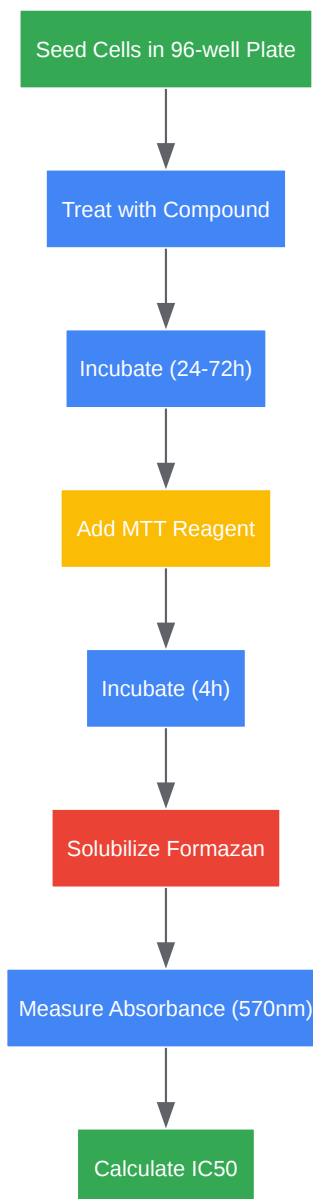 Seed Cells in 96-well Plate
Treat with Compound
Incubate (24-72h)
Add MTT Reagent
Incubate (4h)
Solubilize Formazan
Measure Absorbance (570nm)
Calculate IC50